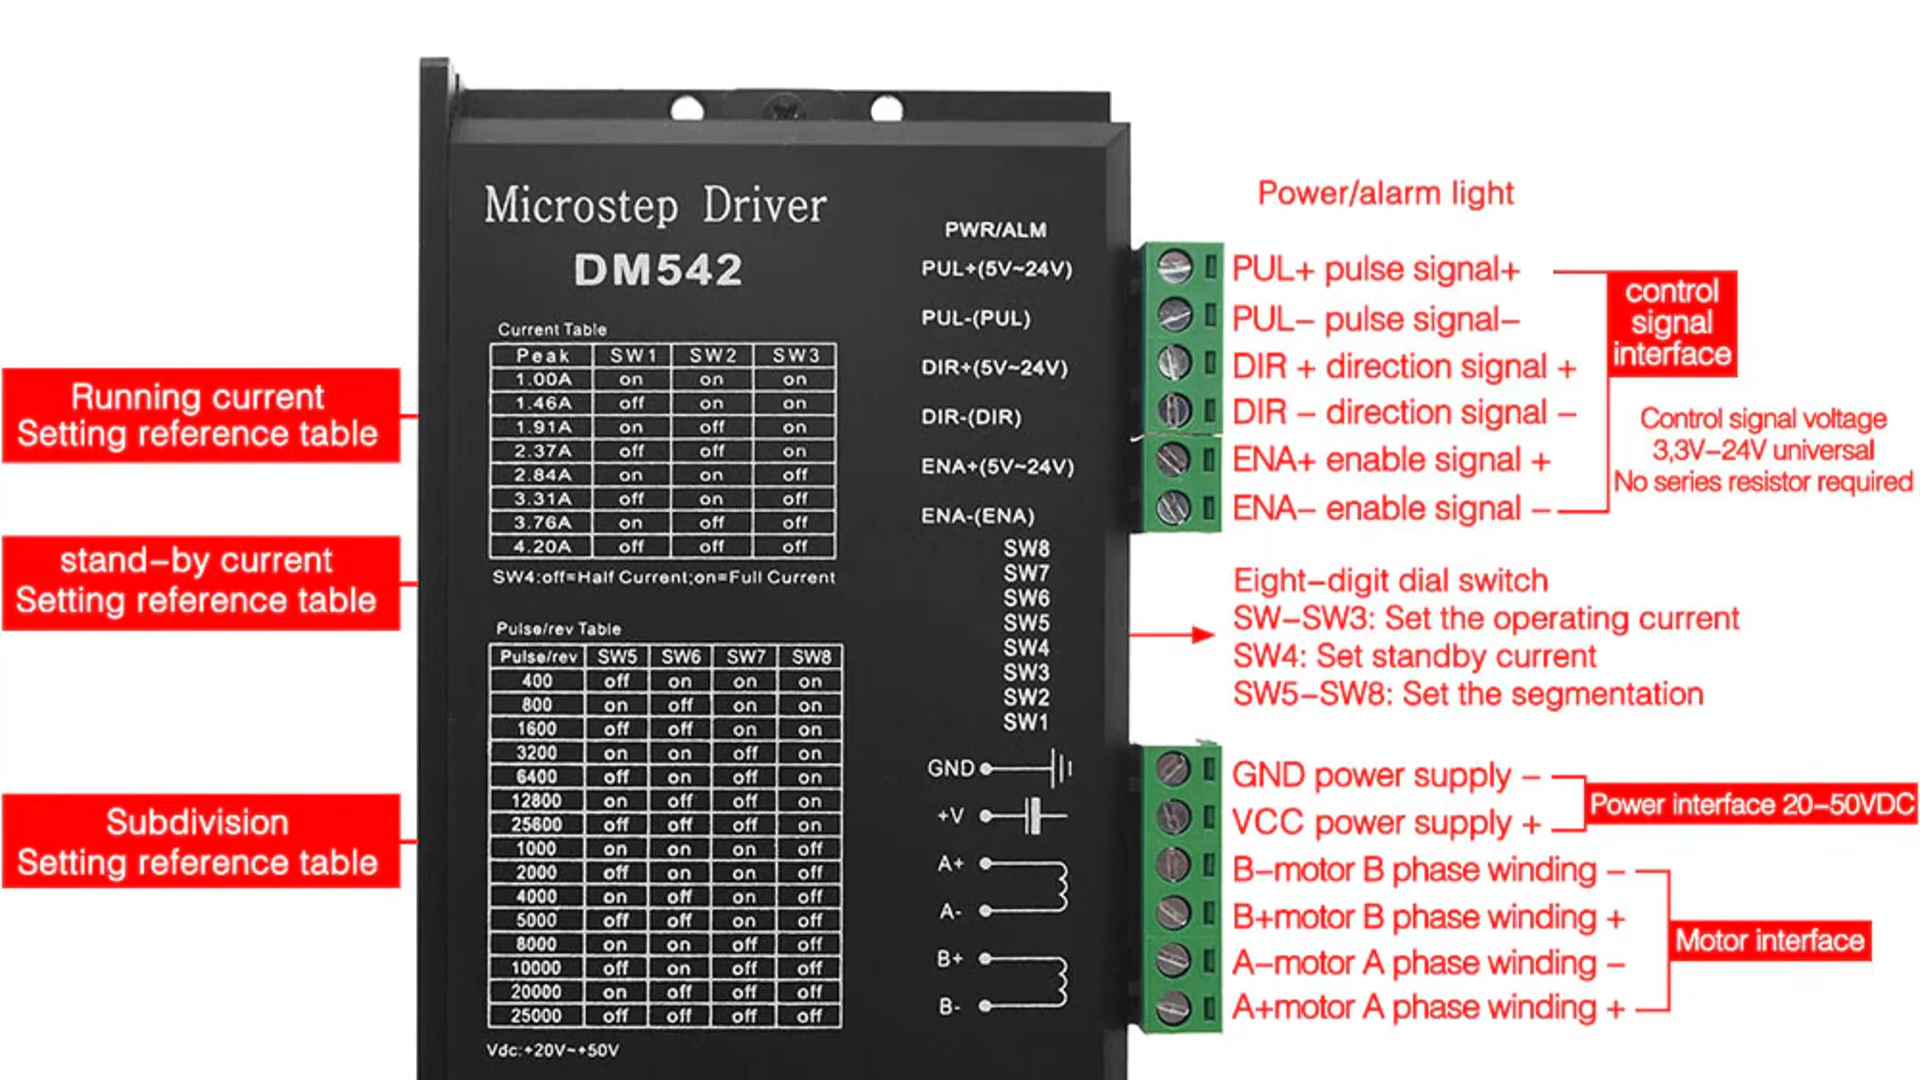 Microstep Driver
DM542
Current Table
Peak SW1 SW2 SW3
1.00A on on on
1.46A off on on
1.91A on off on
2.37A off off on
2.84A on on off
3.31A off on off
3.76A on off off
4.20A off off off
SW4:off=Half Current;on=Full Current
Pulse/rev Table
Pulse/rev SW5 SW6 SW7 SW8
400 off on on on
800 on off on on
1600 off off on on
3200 on on off on
6400 off on off on
12800 on off off on
25600 off off off on
1000 on on on off
2000 off on on off
4000 on off on off
5000 off off on off
8000 on on off off
10000 off on off off
20000 on off off off
25000 off off off off
Vdc:+20V~+50V
PWR/ALM
PUL+(5V~24V)
PUL-(PUL)
DIR+(5V~24V)
DIR-(DIR)
ENA+(5V~24V)
ENA-(ENA)
SW8
SW7
SW6
SW5
SW4
SW3
SW2
SW1
GND
+V
A+
A-
B+
B-
Running current
Setting reference table
stand-by current
Setting reference table
Subdivision
Setting reference table
Power/alarm light
PUL+ pulse signal+
PUL- pulse signal-
DIR + direction signal +
DIR - direction signal -
ENA+ enable signal +
ENA- enable signal -
control
signal
interface
Control signal voltage
3,3V-24V universal
No series resistor required
Eight-digit dial switch
SW-SW3: Set the operating current
SW4: Set standby current
SW5-SW8: Set the segmentation
GND power supply -
VCC power supply +
Power interface 20-50VDC
B-motor B phase winding -
B+motor B phase winding +
A-motor A phase winding -
A+motor A phase winding +
Motor interface